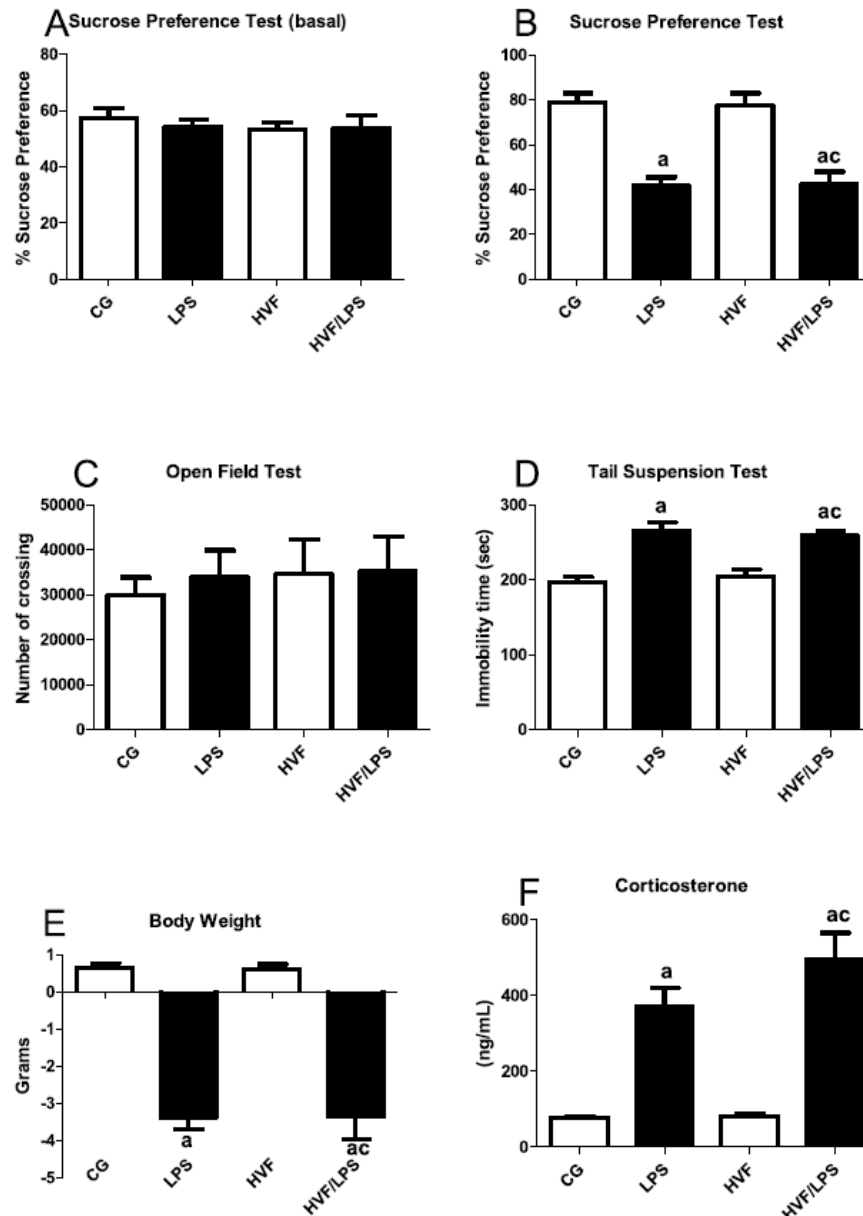 A Sucrose Preference Test (basal)
% Sucrose Preference
80
60
40
20
0
CG
LPS
HVF
HVF/LPS
B Sucrose Preference Test
% Sucrose Preference
100
80
60
40
20
0
a
ac
CG
LPS
HVF
HVF/LPS
C Open Field Test
Number of crossing
50000
40000
30000
20000
10000
0
CG
LPS
HVF
HVF/LPS
D Tail Suspension Test
Immobility time (sec)
300
200
100
0
a
ac
CG
LPS
HVF
HVF/LPS
E Body Weight
Grams
1
0
-1
-2
-3
-4
-5
a
ac
CG
LPS
HVF
HVF/LPS
F Corticosterone
(ng/mL)
600
400
200
0
a
ac
CG
LPS
HVF
HVF/LPS